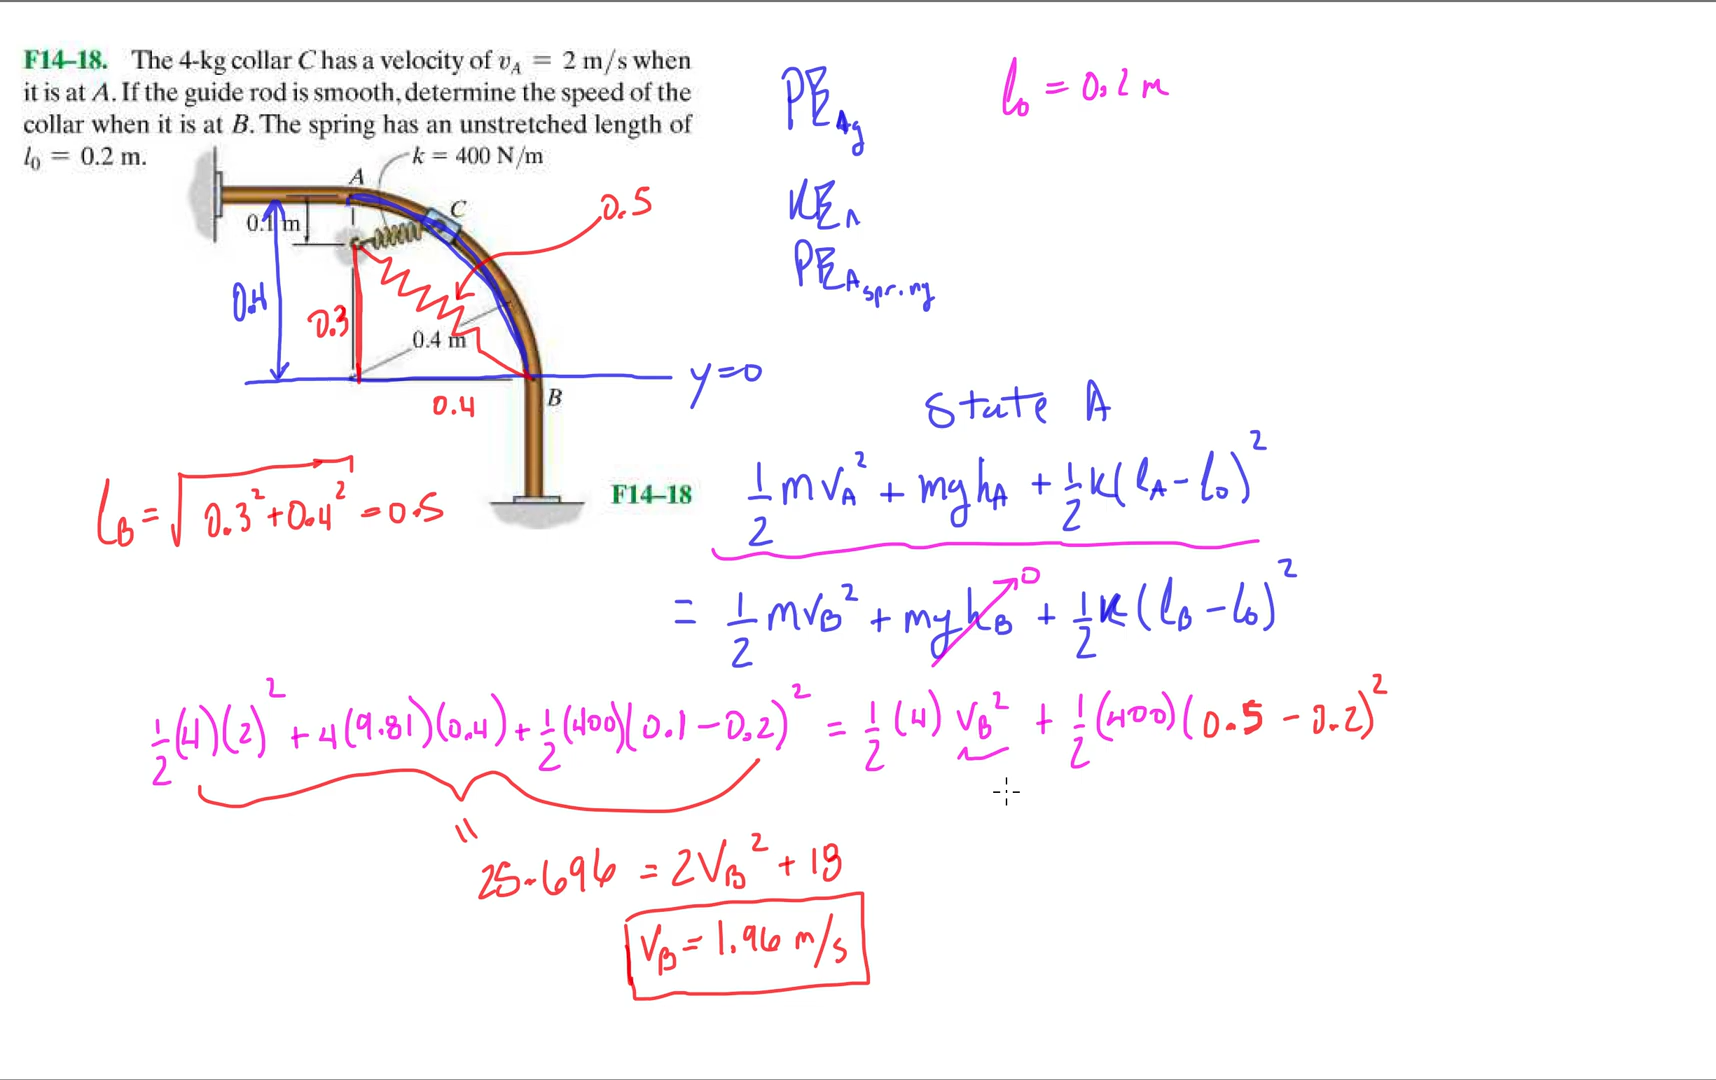 F14–18. The 4-kg collar C has a velocity of v_A = 2 m/s when
it is at A. If the guide rod is smooth, determine the speed of the
collar when it is at B. The spring has an unstretched length of
l_0 = 0.2 m.
k = 400 N/m
A
C
0.1 m
0.5
0.4
0.3
0.4 m
y=0
0.4
B
F14–18
PE_Ag
l_0 = 0.2 m
KE_A
PE_A spring
l_B = √(0.3² + 0.4²) = 0.5
State A
1/2 m v_A² + m g h_A + 1/2 k (l_A - l_0)²
= 1/2 m v_B² + m g h_B + 1/2 k (l_B - l_0)²
0
1/2 (4)(2)² + 4(9.81)(0.4) + 1/2 (400)(0.1 - 0.2)² = 1/2 (4) v_B² + 1/2 (400)(0.5 - 0.2)²
25.696 = 2V_B² + 18
V_B = 1.96 m/s